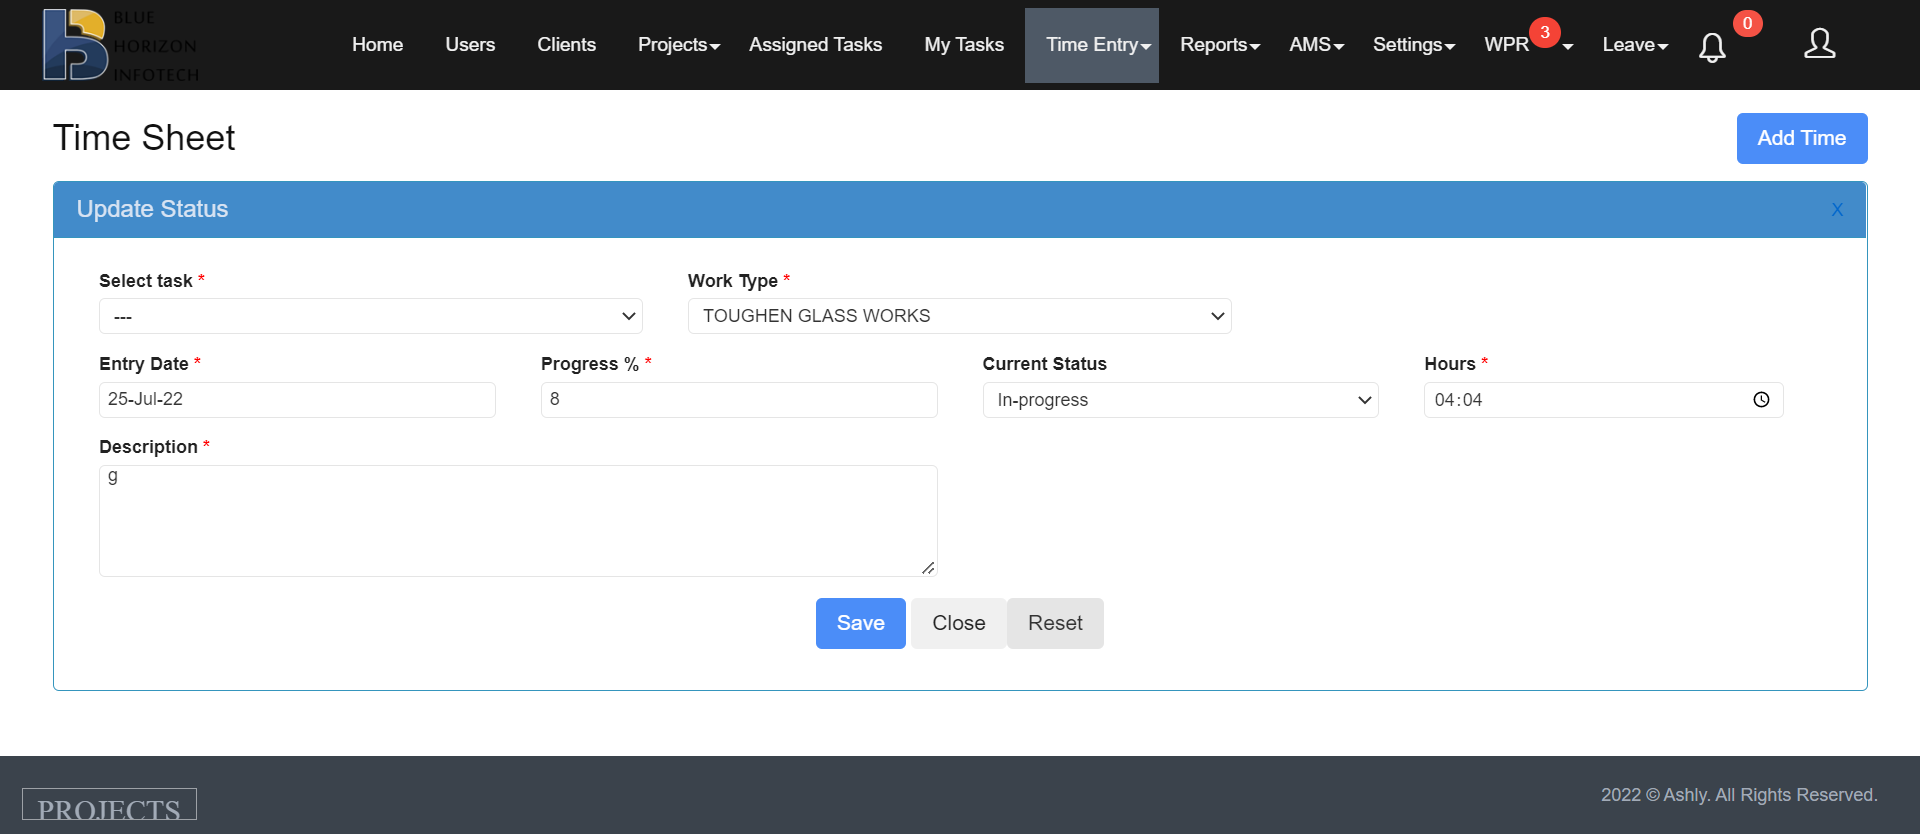 BLUE
HORIZON
INFOTECH
Home Users Clients Projects Assigned Tasks My Tasks Time Entry Reports AMS Settings WPR 3 Leave 0
Time Sheet
Add Time
Update Status
X
Select task * Work Type *
--- TOUGHEN GLASS WORKS
Entry Date * Progress % * Current Status Hours *
25-Jul-22 8 In-progress 04:04
Description *
g
Save Close Reset
PROJECTS
2022 © Ashly. All Rights Reserved.